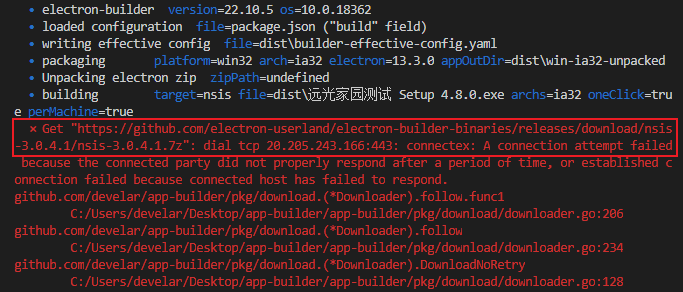 • electron-builder  version=22.10.5 os=10.0.18362
• loaded configuration  file=package.json ("build" field)
• writing effective config  file=dist\builder-effective-config.yaml
• packaging       platform=win32 arch=ia32 electron=13.3.0 appOutDir=dist\win-ia32-unpacked
• Unpacking electron zip  zipPath=undefined
• building        target=nsis file=dist\远光家园测试 Setup 4.8.0.exe archs=ia32 oneClick=tru
e perMachine=true
⨯ Get "https://github.com/electron-userland/electron-builder-binaries/releases/download/nsis
-3.0.4.1/nsis-3.0.4.1.7z": dial tcp 20.205.243.166:443: connectex: A connection attempt failed
because the connected party did not properly respond after a period of time, or established c
onnection failed because connected host has failed to respond.
github.com/develar/app-builder/pkg/download.(*Downloader).follow.func1
C:/Users/develar/Desktop/app-builder/pkg/download/downloader.go:206
github.com/develar/app-builder/pkg/download.(*Downloader).follow
C:/Users/develar/Desktop/app-builder/pkg/download/downloader.go:234
github.com/develar/app-builder/pkg/download.(*Downloader).DownloadNoRetry
C:/Users/develar/Desktop/app-builder/pkg/download/downloader.go:128